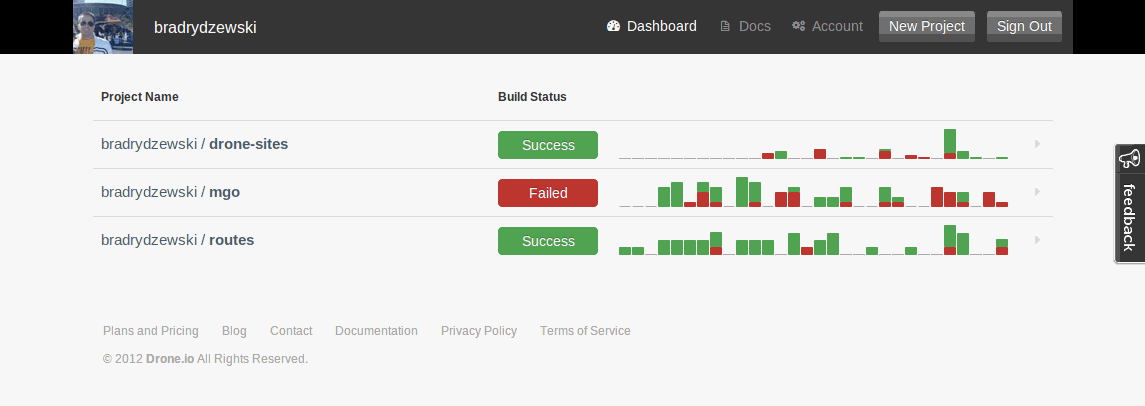 bradrydzewski Dashboard Docs Account New Project Sign Out
Project Name Build Status
bradrydzewski / drone-sites Success
bradrydzewski / mgo Failed
bradrydzewski / routes Success
feedback
Plans and Pricing Blog Contact Documentation Privacy Policy Terms of Service
© 2012 Drone.io All Rights Reserved.